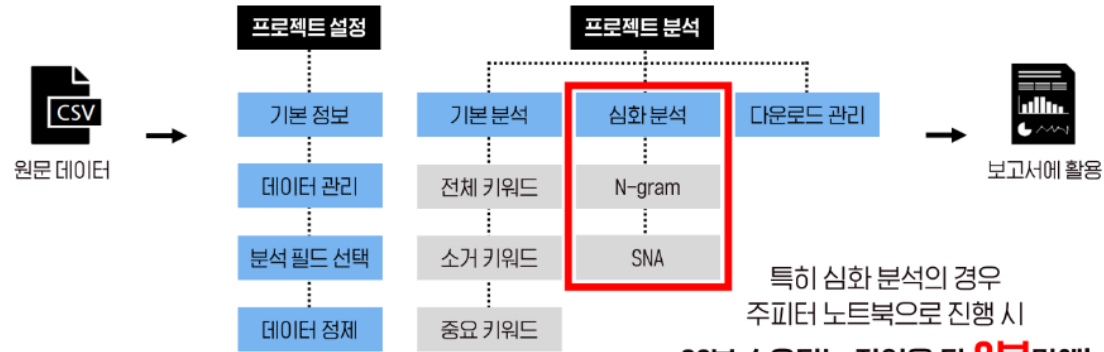 프로젝트 설정
프로젝트 분석
CSV
원문 데이터
기본 정보
기본 분석
심화 분석
다운로드 관리
보고서에 활용
데이터 관리
전체 키워드
N-gram
분석 필드 선택
소거 키워드
SNA
데이터 정제
중요 키워드
특히 심화 분석의 경우
주피터 노트북으로 진행 시